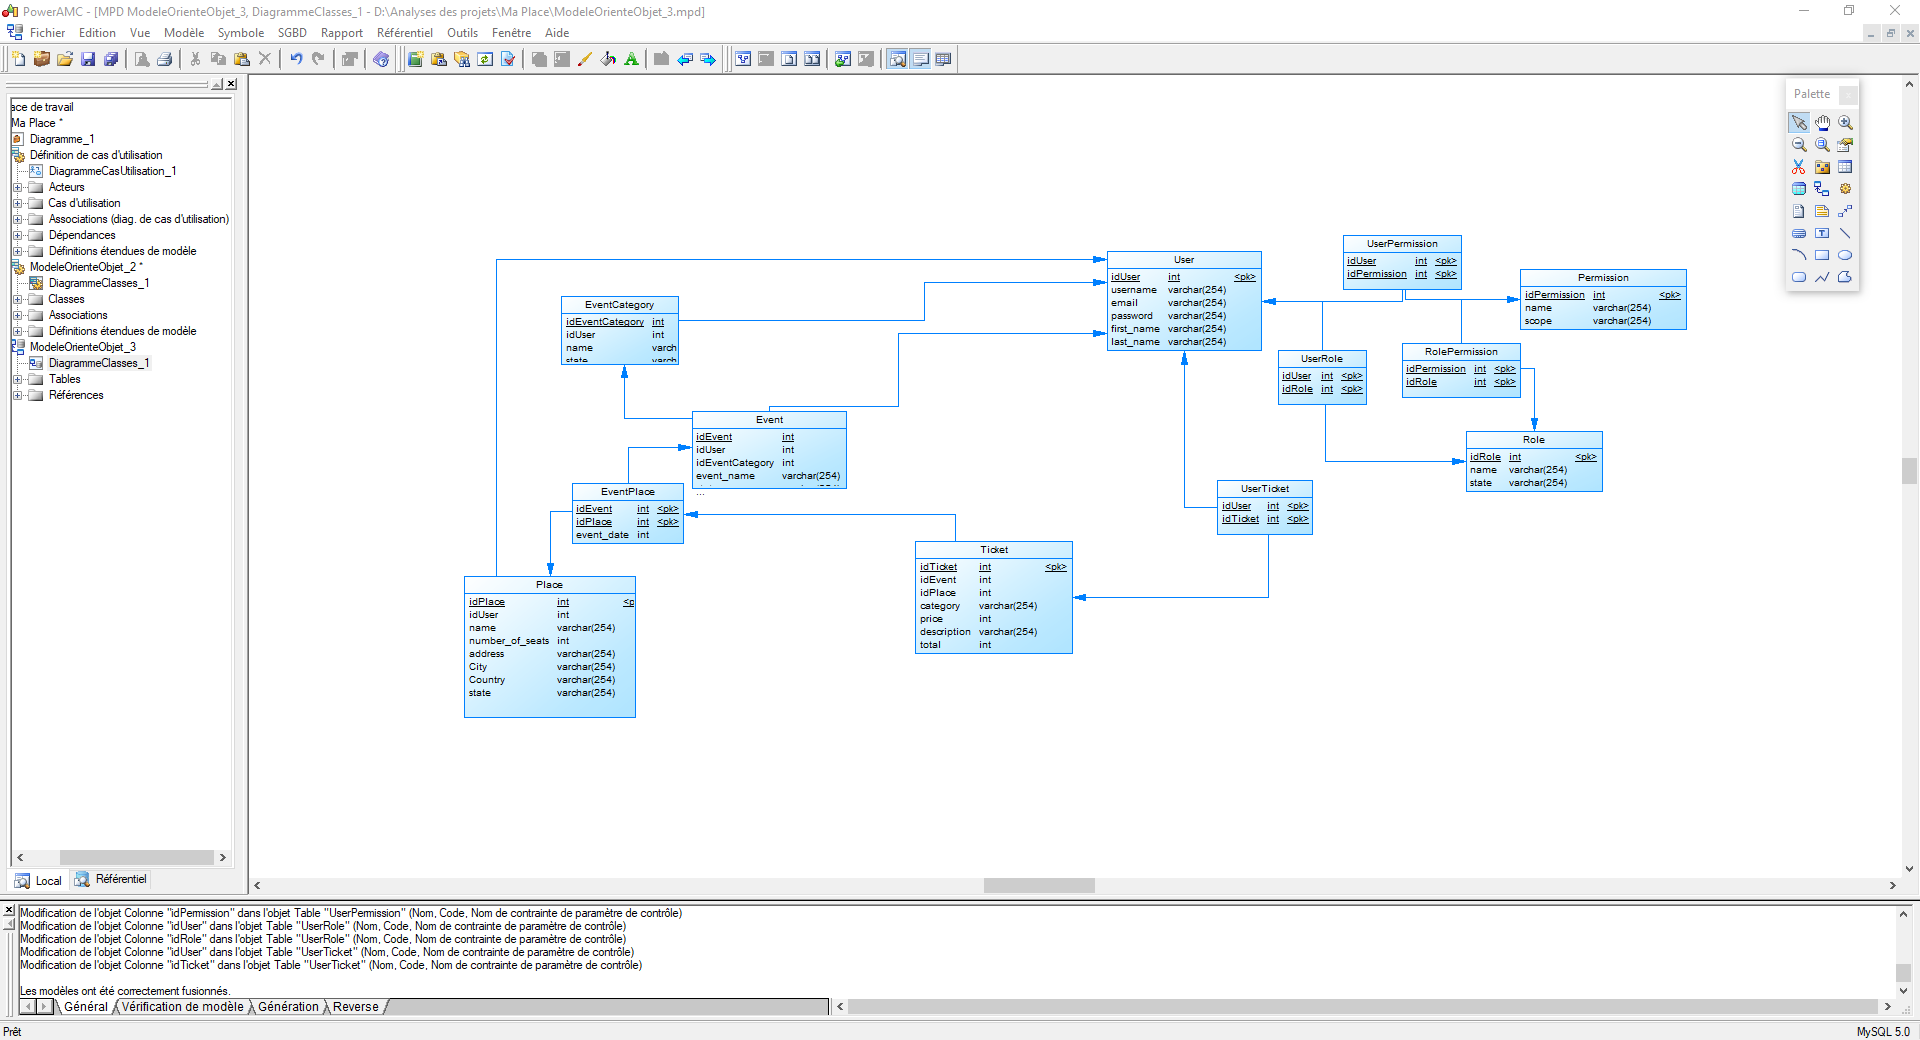 PowerAMC - [MPD ModeleOrienteObjet_3, DiagrammeClasses_1 - D:\Analyses des projets\Ma Place\ModeleOrienteObjet_3.mpd]
Fichier Edition Vue Modèle Symbole SGBD Rapport Référentiel Outils Fenêtre Aide
ace de travail
Ma Place *
Diagramme_1
Définition de cas d'utilisation
DiagrammeCasUtilisation_1
Acteurs
Cas d'utilisation
Associations (diag. de cas d'utilisation)
Dépendances
Définitions étendues de modèle
ModeleOrienteObjet_2 *
DiagrammeClasses_1
Classes
Associations
Définitions étendues de modèle
ModeleOrienteObjet_3
DiagrammeClasses_1
Tables
Références
Local Référentiel
Palette
EventCategory
idEventCategory int
idUser int
name varch
state varch
User
idUser int <pk>
username varchar(254)
email varchar(254)
password varchar(254)
first_name varchar(254)
last_name varchar(254)
UserPermission
idUser int <pk>
idPermission int <pk>
Permission
idPermission int <pk>
name varchar(254)
scope varchar(254)
UserRole
idUser int <pk>
idRole int <pk>
RolePermission
idPermission int <pk>
idRole int <pk>
Role
idRole int <pk>
name varchar(254)
state varchar(254)
Event
idEvent int
idUser int
idEventCategory int
event_name varchar(254)
...
EventPlace
idEvent int <pk>
idPlace int <pk>
event_date int
UserTicket
idUser int <pk>
idTicket int <pk>
Ticket
idTicket int <pk>
idEvent int
idPlace int
category varchar(254)
price int
description varchar(254)
total int
Place
idPlace int <p
idUser int
name varchar(254)
number_of_seats int
address varchar(254)
City varchar(254)
Country varchar(254)
state varchar(254)
Modification de l'objet Colonne "idPermission" dans l'objet Table "UserPermission" (Nom, Code, Nom de contrainte de paramètre de contrôle)
Modification de l'objet Colonne "idUser" dans l'objet Table "UserRole" (Nom, Code, Nom de contrainte de paramètre de contrôle)
Modification de l'objet Colonne "idRole" dans l'objet Table "UserRole" (Nom, Code, Nom de contrainte de paramètre de contrôle)
Modification de l'objet Colonne "idUser" dans l'objet Table "UserTicket" (Nom, Code, Nom de contrainte de paramètre de contrôle)
Modification de l'objet Colonne "idTicket" dans l'objet Table "UserTicket" (Nom, Code, Nom de contrainte de paramètre de contrôle)
Les modèles ont été correctement fusionnés.
Général Vérification de modèle Génération Reverse
Prêt
MySQL 5.0